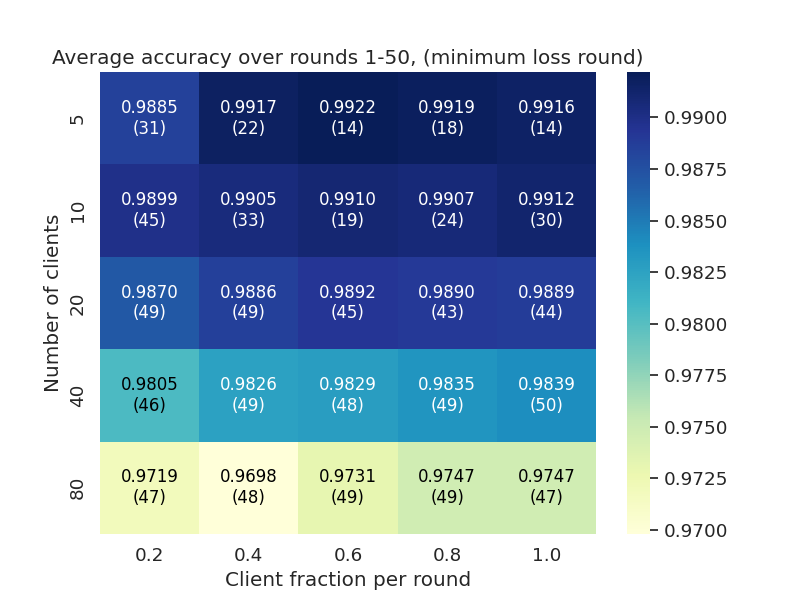 Average accuracy over rounds 1-50, (minimum loss round)
Number of clients
5
0.9885 0.9917 0.9922 0.9919 0.9916
(31) (22) (14) (18) (14)
10
0.9899 0.9905 0.9910 0.9907 0.9912
(45) (33) (19) (24) (30)
20
0.9870 0.9886 0.9892 0.9890 0.9889
(49) (49) (45) (43) (44)
40
0.9805 0.9826 0.9829 0.9835 0.9839
(46) (49) (48) (49) (50)
80
0.9719 0.9698 0.9731 0.9747 0.9747
(47) (48) (49) (49) (47)
0.2 0.4 0.6 0.8 1.0
Client fraction per round
0.9900
0.9875
0.9850
0.9825
0.9800
0.9775
0.9750
0.9725
0.9700